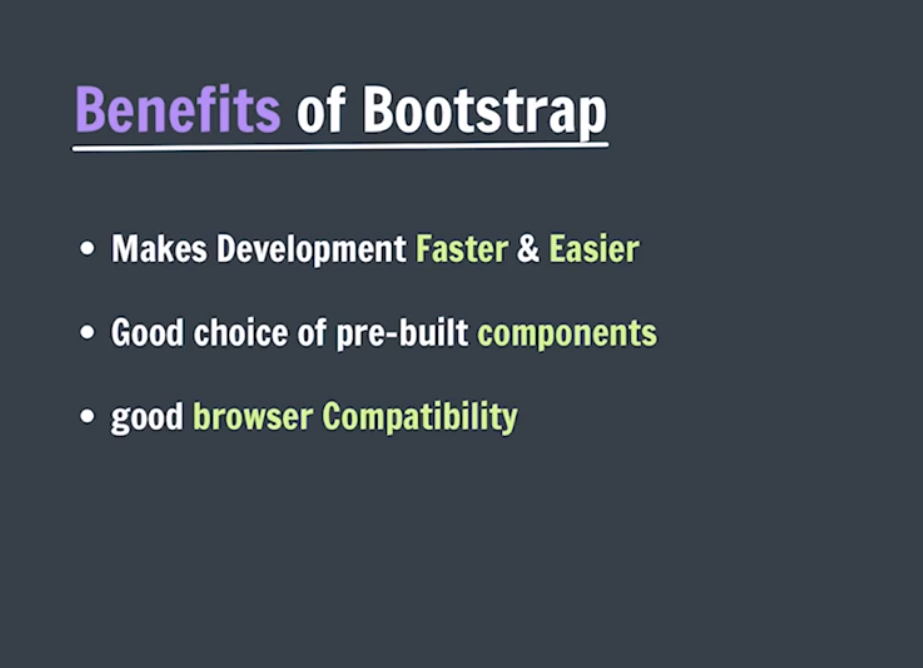 Benefits of Bootstrap
• Makes Development Faster & Easier
• Good choice of pre-built components
• good browser Compatibility